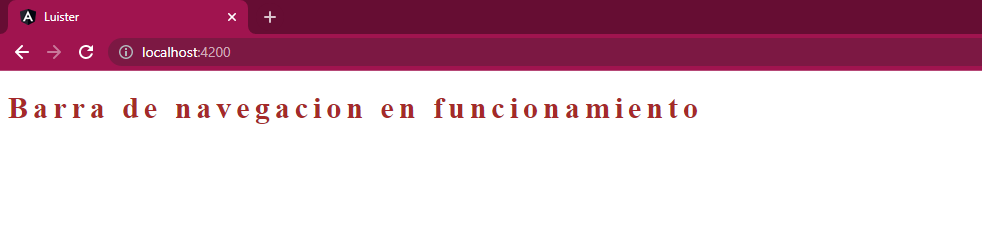 Luister
localhost:4200
Barra de navegacion en funcionamiento